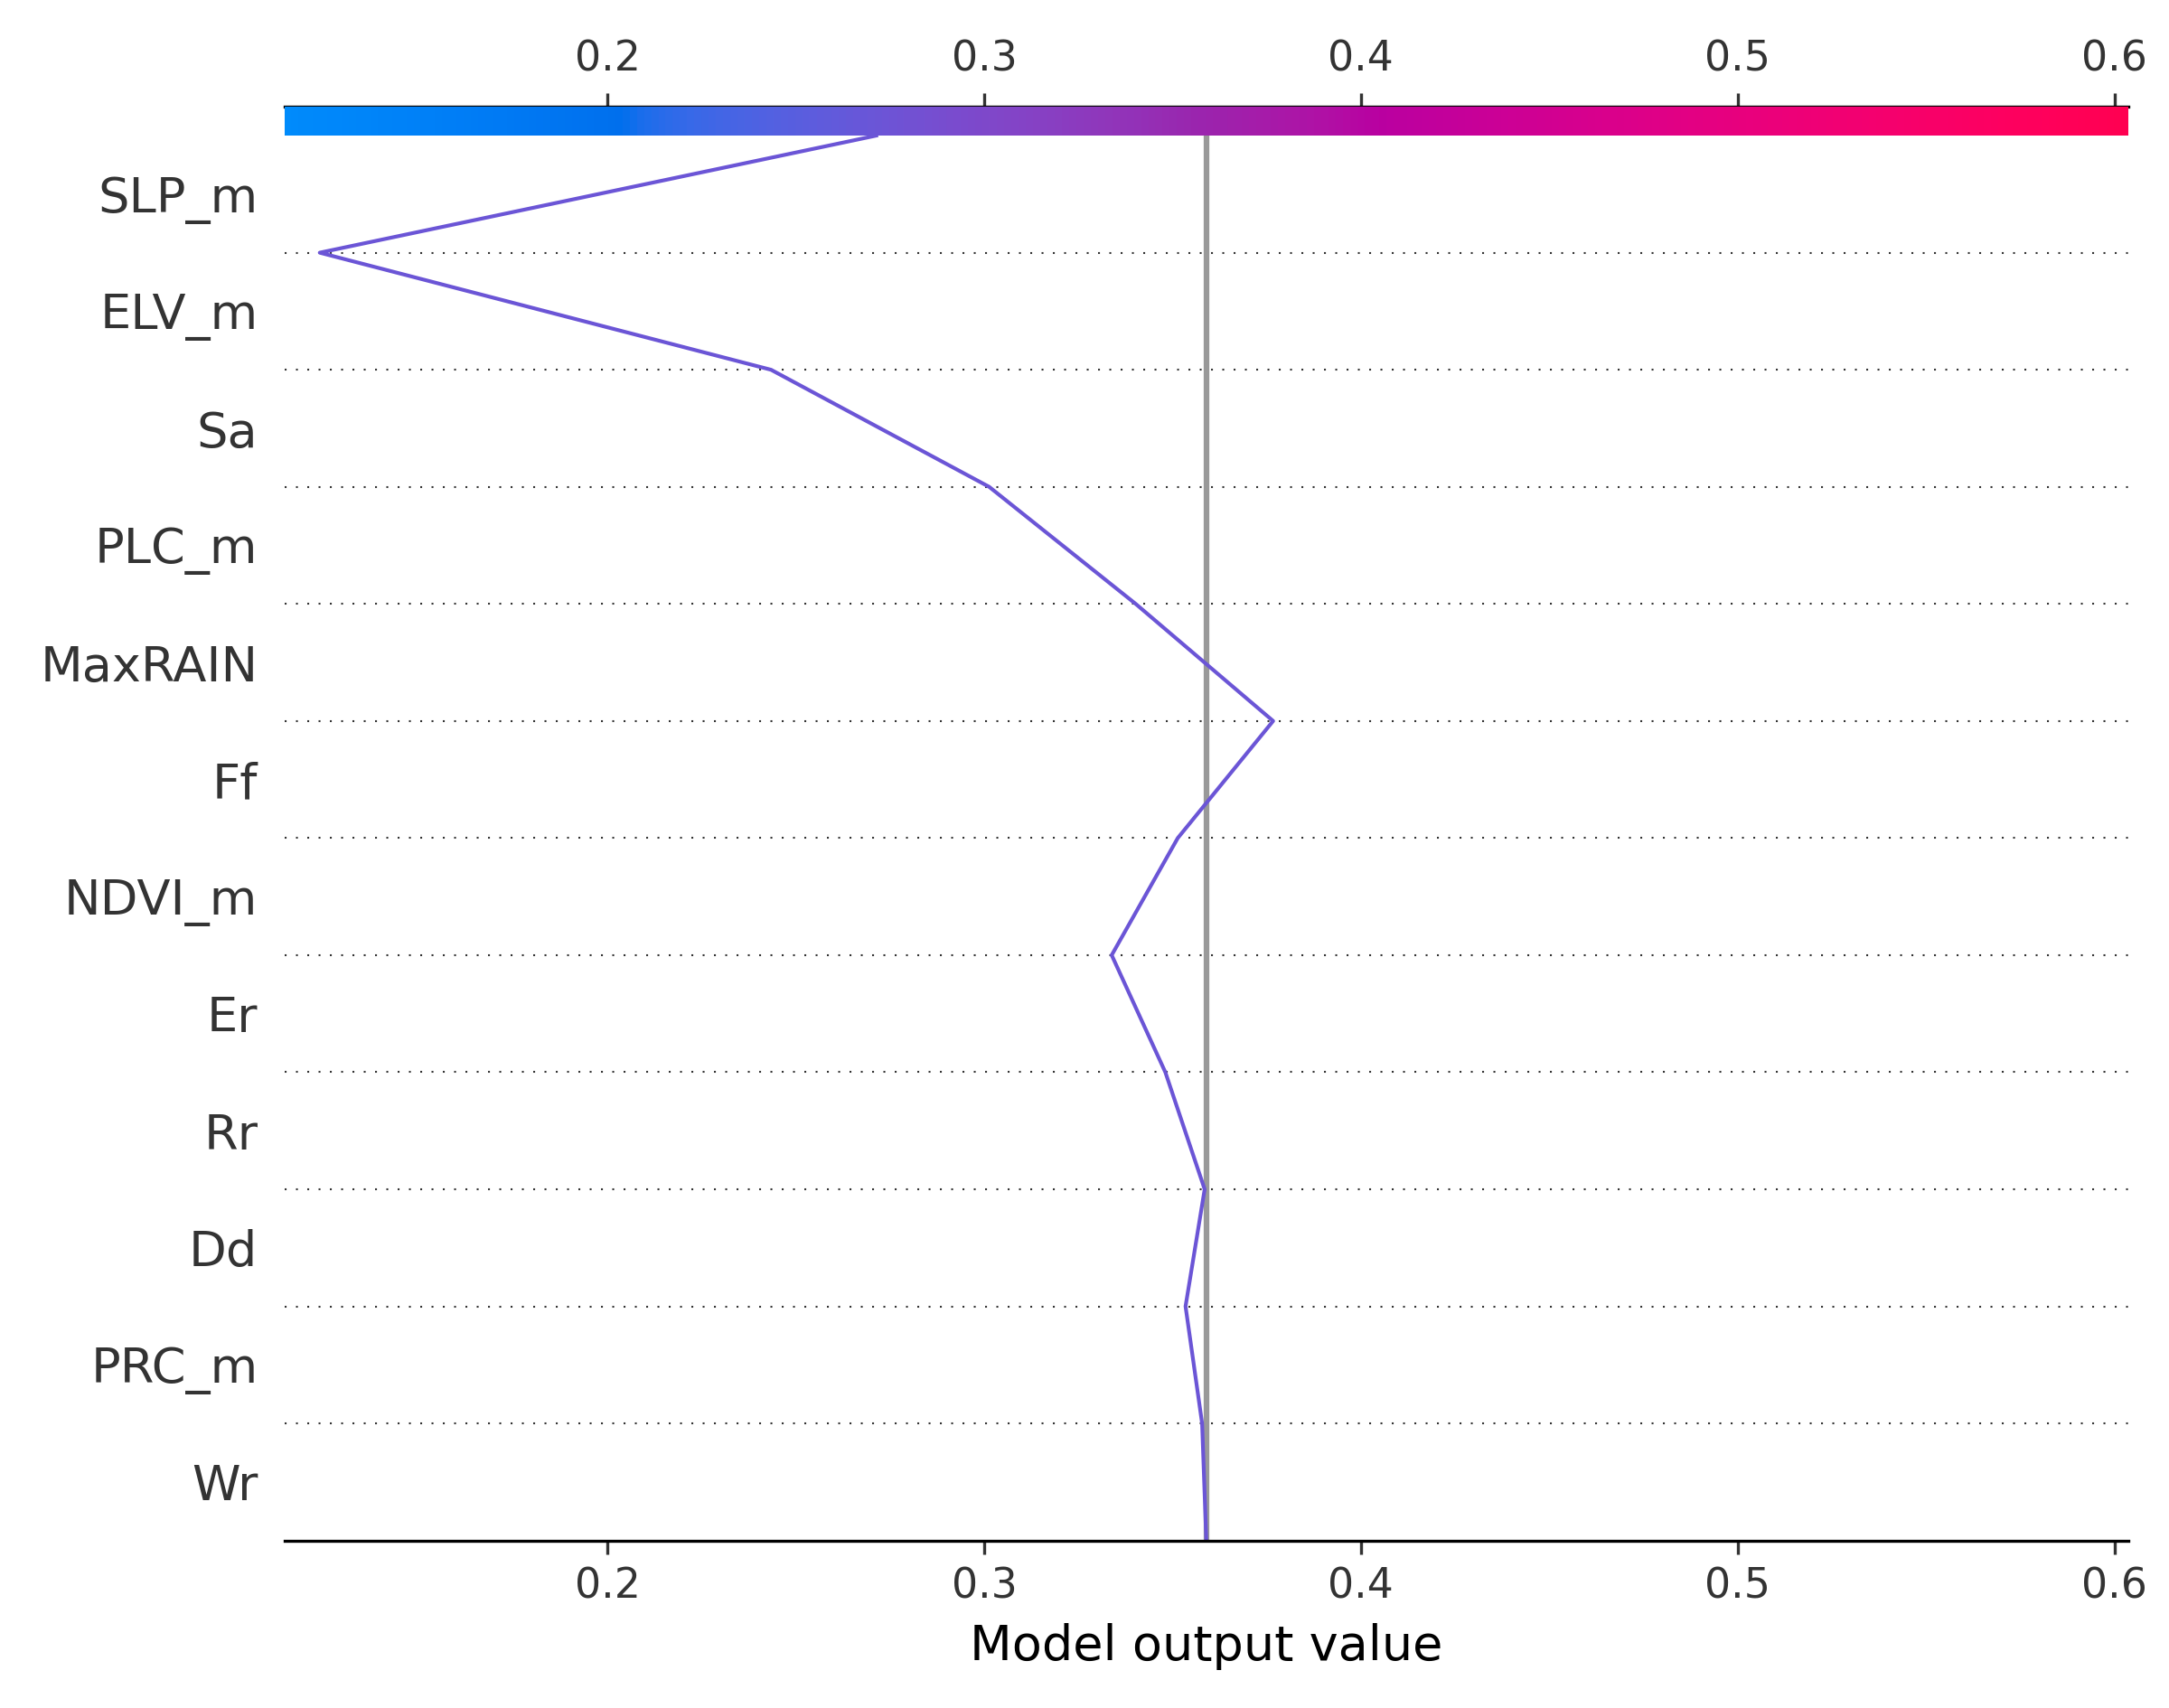 0.2 0.3 0.4 0.5 0.6
SLP_m
ELV_m
Sa
PLC_m
MaxRAIN
Ff
NDVI_m
Er
Rr
Dd
PRC_m
Wr
0.2 0.3 0.4 0.5 0.6
Model output value